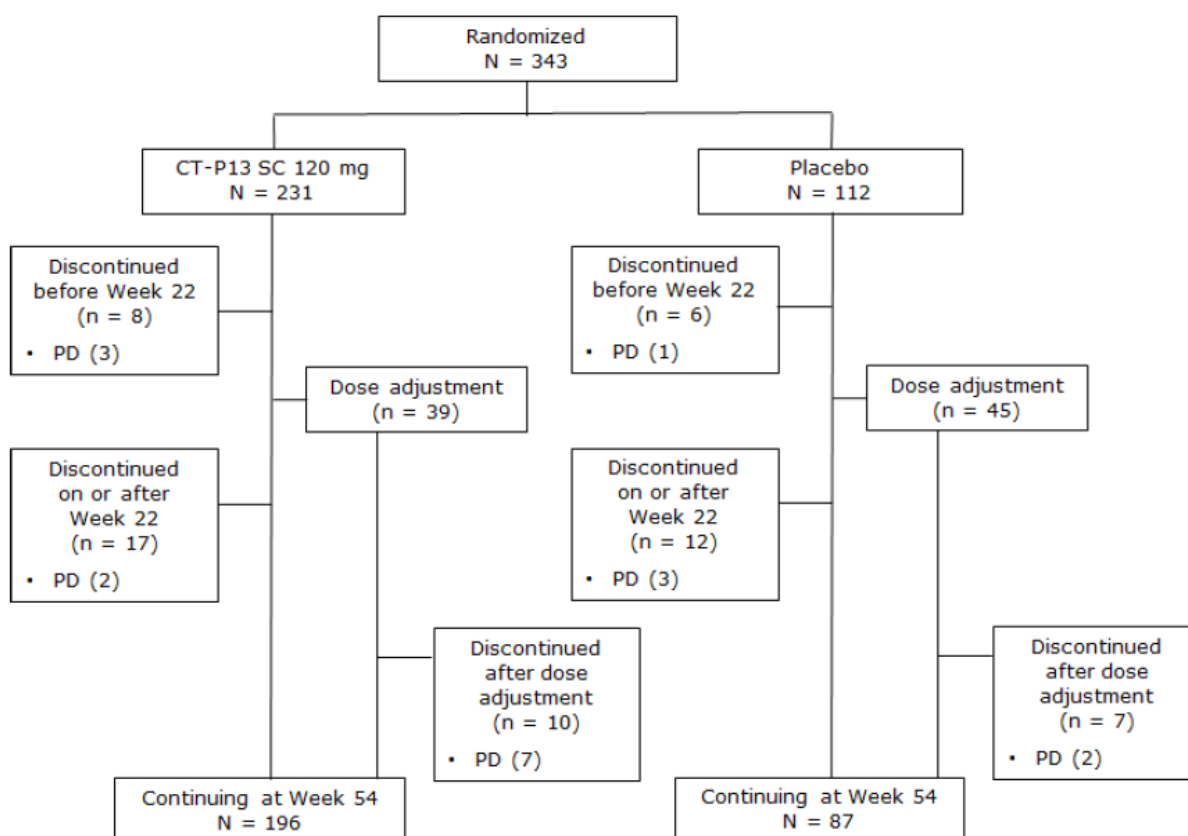 Randomized
N = 343
CT-P13 SC 120 mg
N = 231
Placebo
N = 112
Discontinued
before Week 22
(n = 8)
• PD (3)
Discontinued
before Week 22
(n = 6)
• PD (1)
Dose adjustment
(n = 39)
Dose adjustment
(n = 45)
Discontinued
on or after
Week 22
(n = 17)
• PD (2)
Discontinued
on or after
Week 22
(n = 12)
• PD (3)
Discontinued
after dose
adjustment
(n = 10)
• PD (7)
Discontinued
after dose
adjustment
(n = 7)
• PD (2)
Continuing at Week 54
N = 196
Continuing at Week 54
N = 87